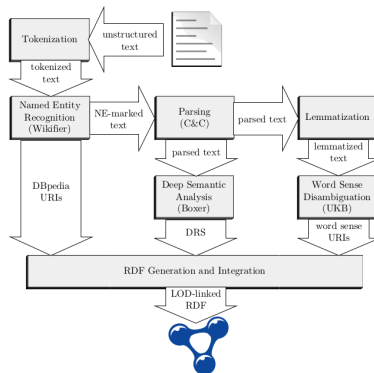 Tokenization
unstructured
text
tokenized
text
Named Entity
Recognition
(Wikifier)
NE-marked
text
Parsing
(C&C)
parsed text
Lemmatization
parsed text
lemmatized
text
DBpedia
URIs
Deep Semantic
Analysis
(Boxer)
Word Sense
Disambiguation
(UKB)
DRS
word sense
URIs
RDF Generation and Integration
LOD-linked
RDF